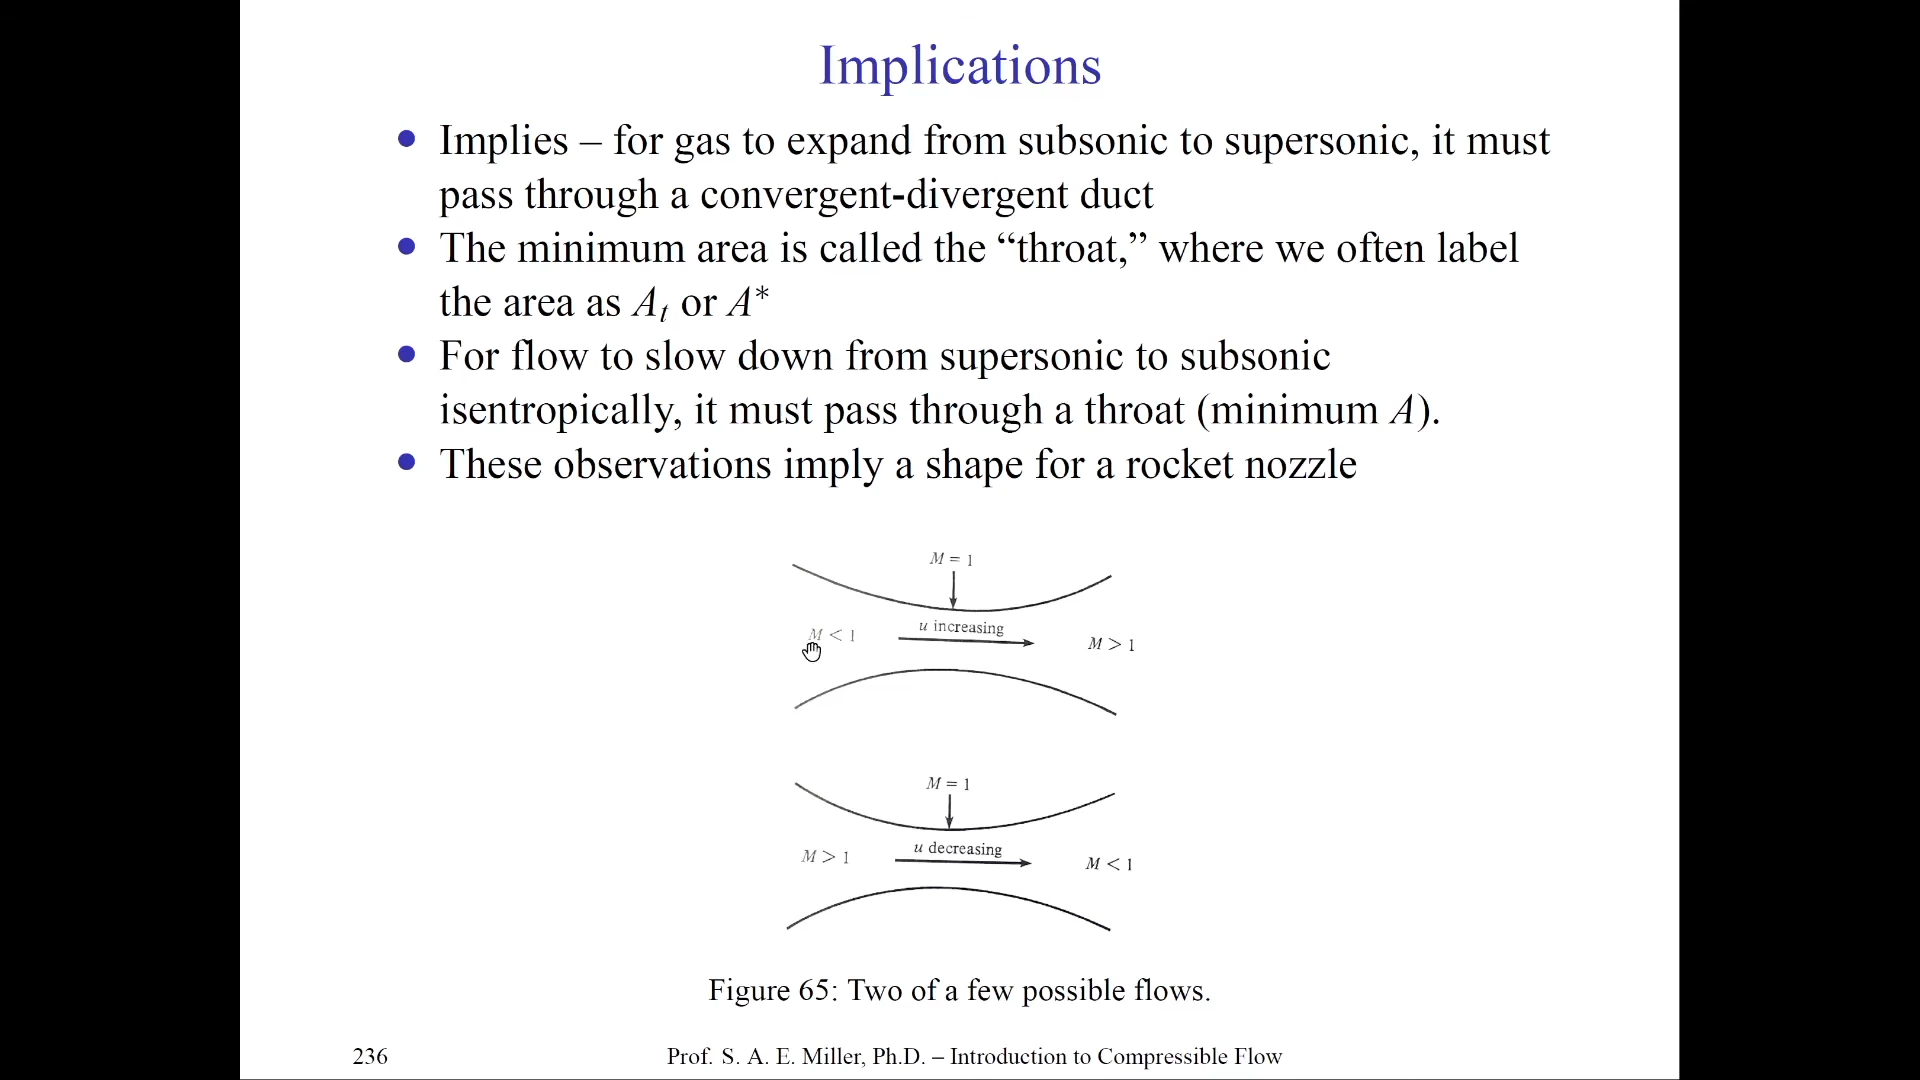 Implications
Implies – for gas to expand from subsonic to supersonic, it must
pass through a convergent-divergent duct
The minimum area is called the “throat,” where we often label
the area as Aₜ or A*
For flow to slow down from supersonic to subsonic
isentropically, it must pass through a throat (minimum A).
These observations imply a shape for a rocket nozzle
M = 1
M < 1
u increasing
M > 1
M = 1
M > 1
u decreasing
M < 1
Figure 65: Two of a few possible flows.
236
Prof. S. A. E. Miller, Ph.D. – Introduction to Compressible Flow